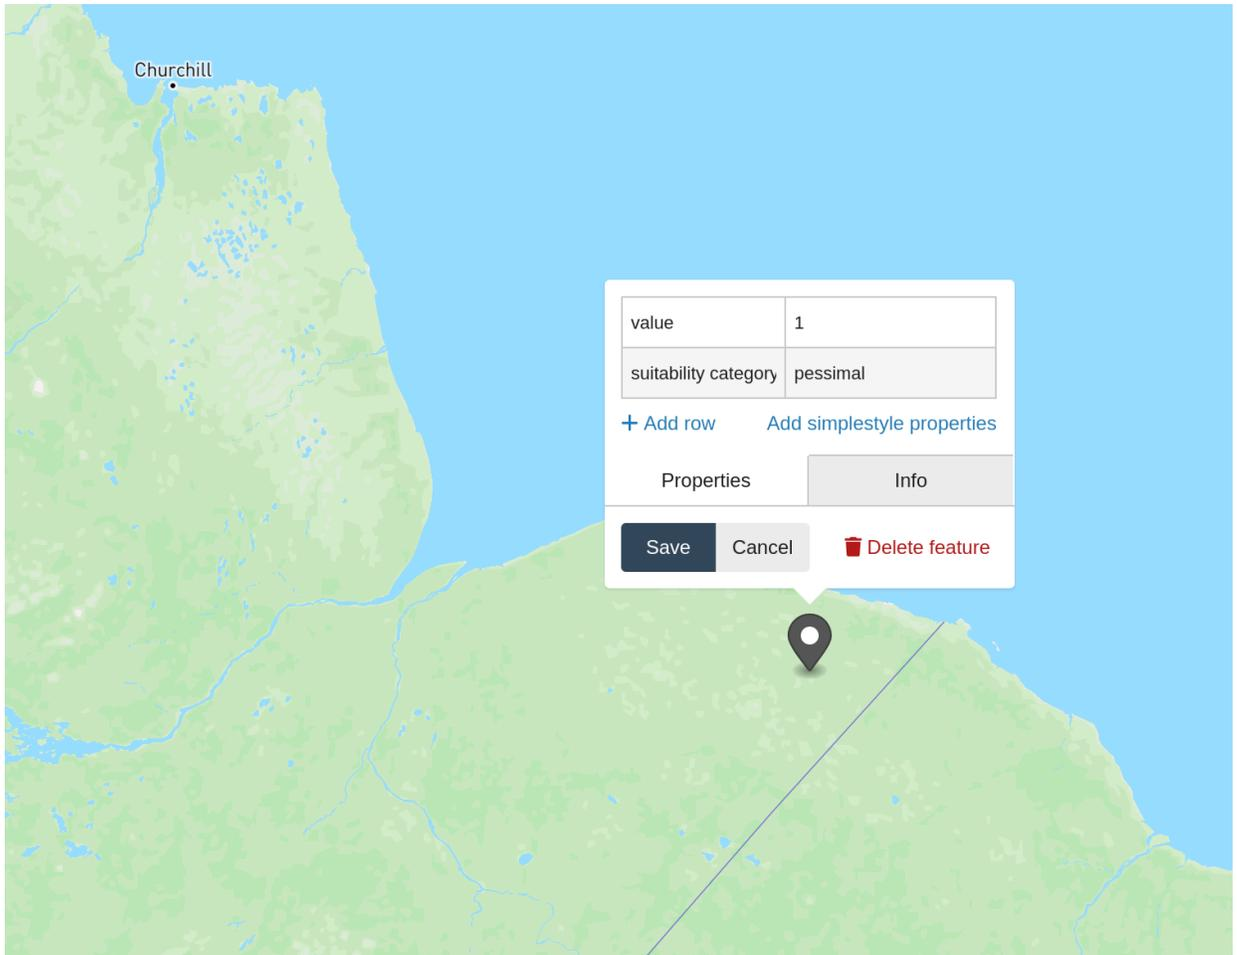 Churchill
value 1
suitability category pessimal
+ Add row Add simplestyle properties
Properties Info
Save Cancel Delete feature